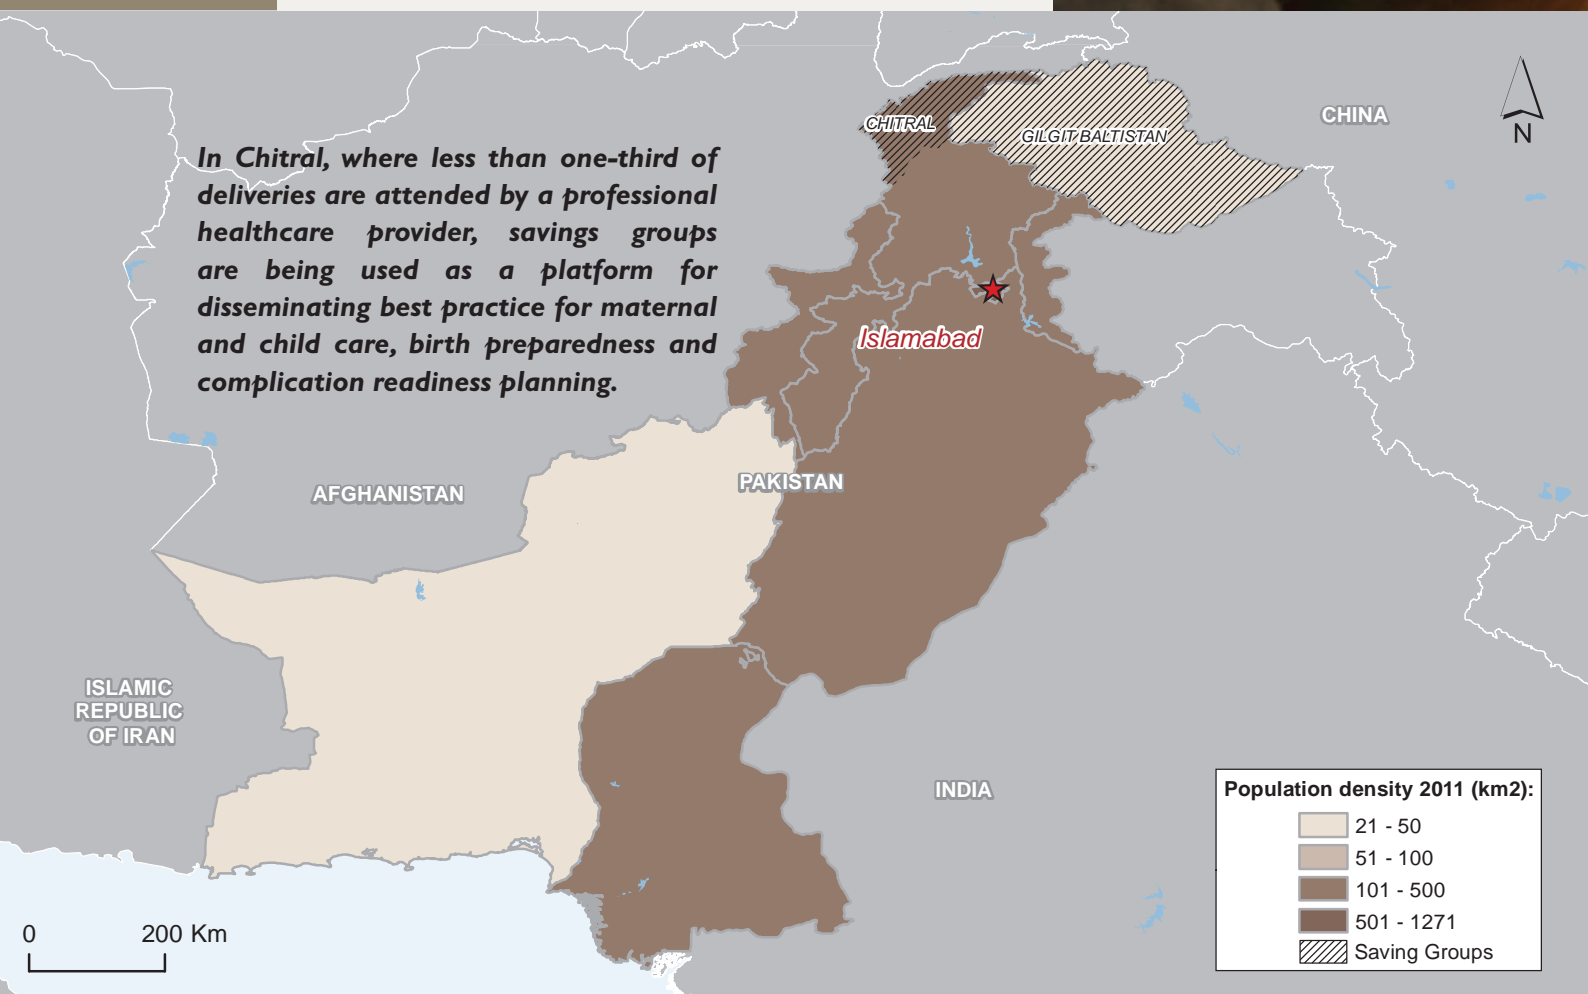 CHINA
N
CHITRAL
GILGIT BALTISTAN
In Chitral, where less than one-third of
deliveries are attended by a professional
healthcare provider, savings groups
are being used as a platform for
disseminating best practice for maternal
and child care, birth preparedness and
complication readiness planning.
Islamabad
PAKISTAN
AFGHANISTAN
ISLAMIC
REPUBLIC
OF IRAN
INDIA
Population density 2011 (km2):
21 - 50
51 - 100
101 - 500
501 - 1271
Saving Groups
0 200 Km